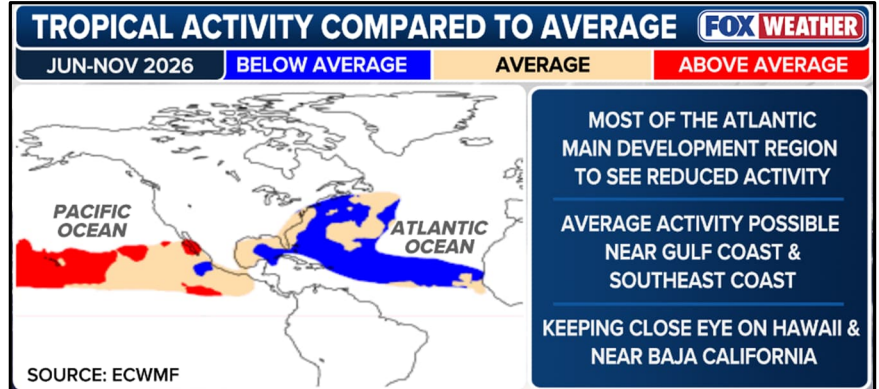 TROPICAL ACTIVITY COMPARED TO AVERAGE
FOX WEATHER
JUN-NOV 2026
BELOW AVERAGE
AVERAGE
ABOVE AVERAGE
PACIFIC
OCEAN
ATLANTIC
OCEAN
SOURCE: ECWMF
MOST OF THE ATLANTIC
MAIN DEVELOPMENT REGION
TO SEE REDUCED ACTIVITY
AVERAGE ACTIVITY POSSIBLE
NEAR GULF COAST &
SOUTHEAST COAST
KEEPING CLOSE EYE ON HAWAII &
NEAR BAJA CALIFORNIA